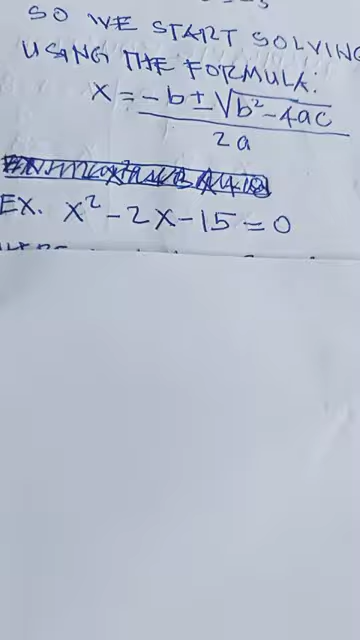 SO WE START SOLVING
USING THE FORMULA:
x = -b ± √b² - 4ac
2a
EX. x² - 2x - 15 = 0